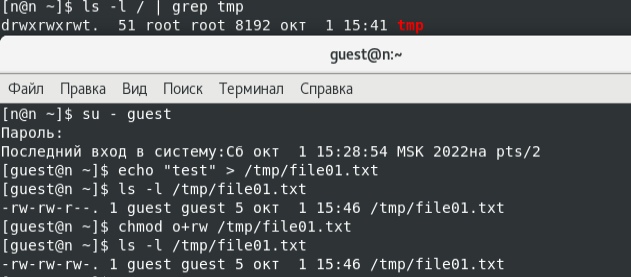 [n@n ~]$ ls -l / | grep tmp
drwxrwxrwt.  51 root root 8192 окт  1 15:41 tmp
guest@n:~
Файл Правка Вид Поиск Терминал Справка
[n@n ~]$ su - guest
Пароль:
Последний вход в систему:Сб окт  1 15:28:54 MSK 2022на pts/2
[guest@n ~]$ echo "test" > /tmp/file01.txt
[guest@n ~]$ ls -l /tmp/file01.txt
-rw-rw-r--. 1 guest guest 5 окт  1 15:46 /tmp/file01.txt
[guest@n ~]$ chmod o+rw /tmp/file01.txt
[guest@n ~]$ ls -l /tmp/file01.txt
-rw-rw-rw-. 1 guest guest 5 окт  1 15:46 /tmp/file01.txt